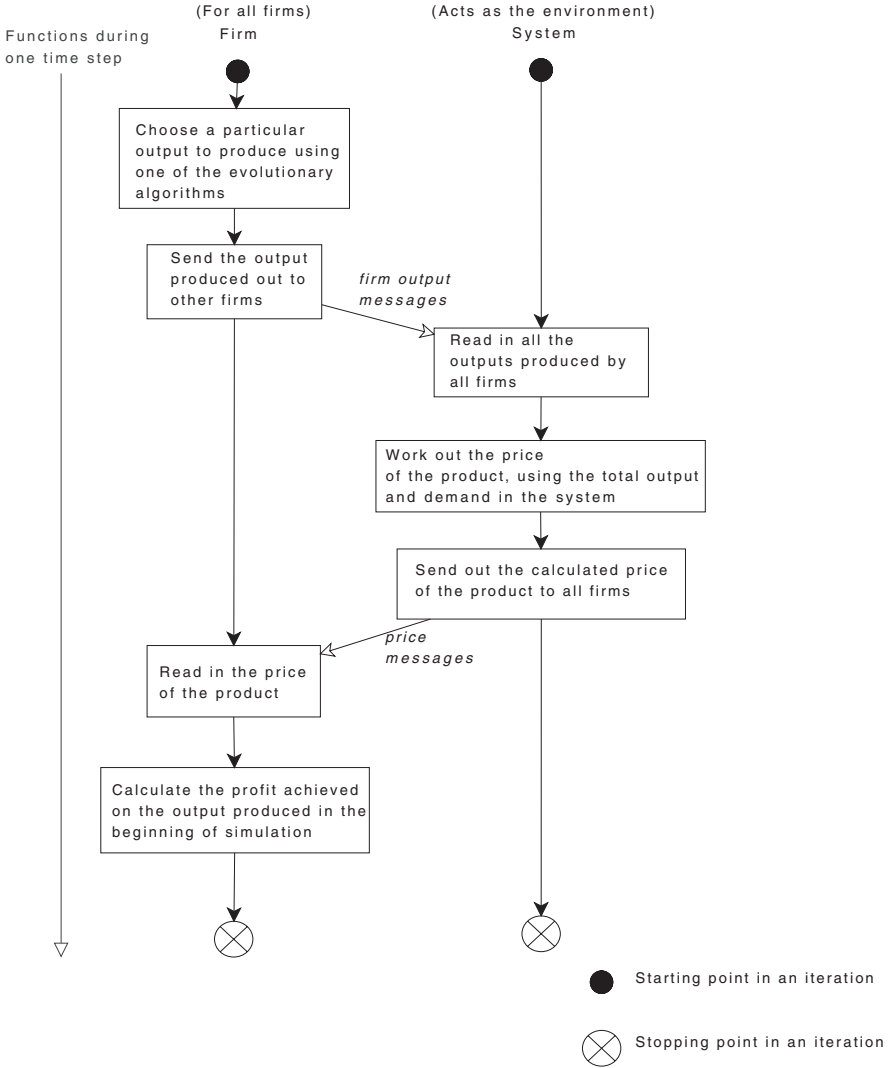 (For all firms)
Firm
(Acts as the environment)
System
Functions during
one time step
Choose a particular
output to produce using
one of the evolutionary
algorithms
Send the output
produced out to
other firms
firm output
messages
Read in all the
outputs produced by
all firms
Work out the price
of the product, using the total output
and demand in the system
Send out the calculated price
of the product to all firms
price
messages
Read in the price
of the product
Calculate the profit achieved
on the output produced in the
beginning of simulation
Starting point in an iteration
Stopping point in an iteration